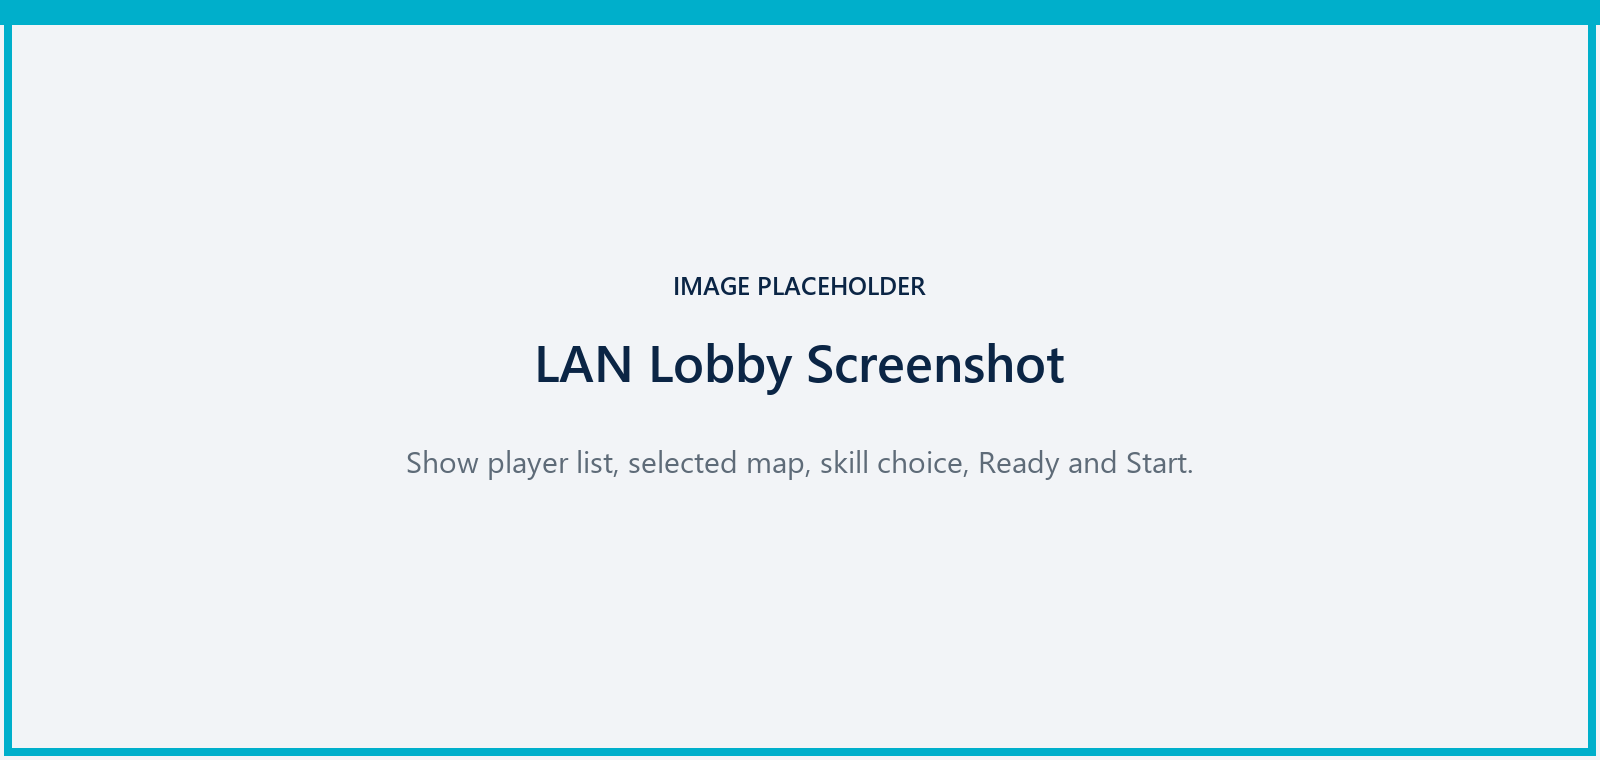 IMAGE PLACEHOLDER
LAN Lobby Screenshot
Show player list, selected map, skill choice, Ready and Start.